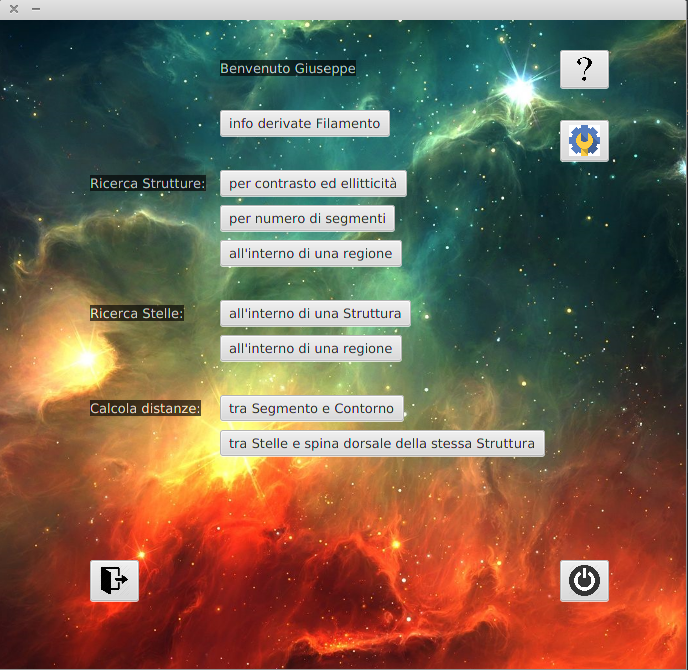 Benvenuto Giuseppe
?
info derivate Filamento
Ricerca Strutture: per contrasto ed ellitticità
per numero di segmenti
all'interno di una regione
Ricerca Stelle: all'interno di una Struttura
all'interno di una regione
Calcola distanze: tra Segmento e Contorno
tra Stelle e spina dorsale della stessa Struttura